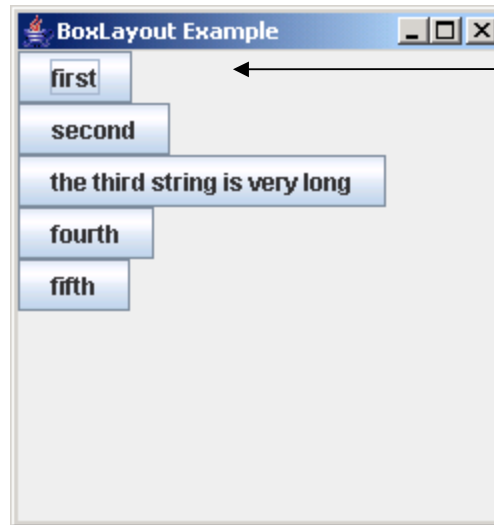 BoxLayout Example
first
second
the third string is very long
fourth
fifth